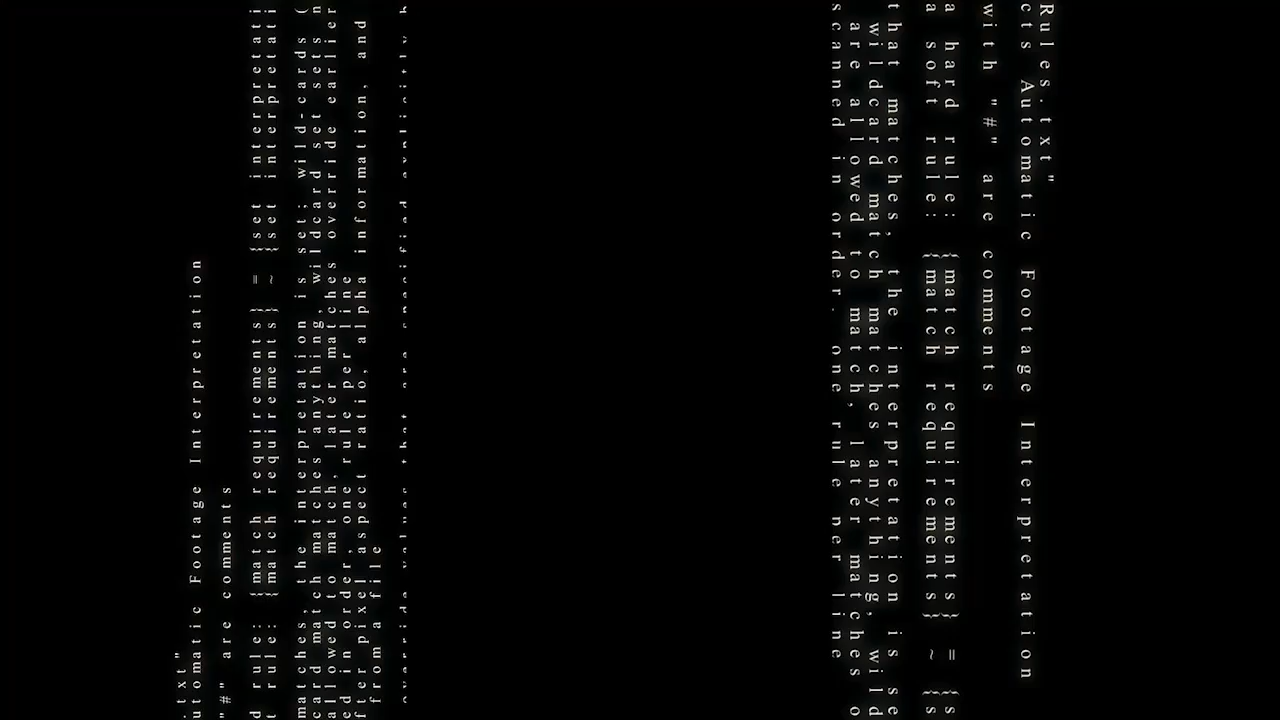 .txt"
utomatic Footage Interpretation
"#" are comments
d rule: {match requirements} = {set interpretati
t rule: {match requirements} ~ {set interpretati
matches, the interpretation is set; wild-cards (
card match matches anything, wildcard set sets n
allowed to match, later matches override earlier
ed in order, one rule per line
fter pixel aspect ratio, alpha information, and
from a file
Rules.txt"
cts Automatic Footage Interpretation
with "#" are comments
a hard rule: {match requirements} = {s
a soft rule: {match requirements} ~ {s
that matches, the interpretation is se
wildcard match matches anything, wild
are allowed to match, later matches o
scanned in order. one rule per line